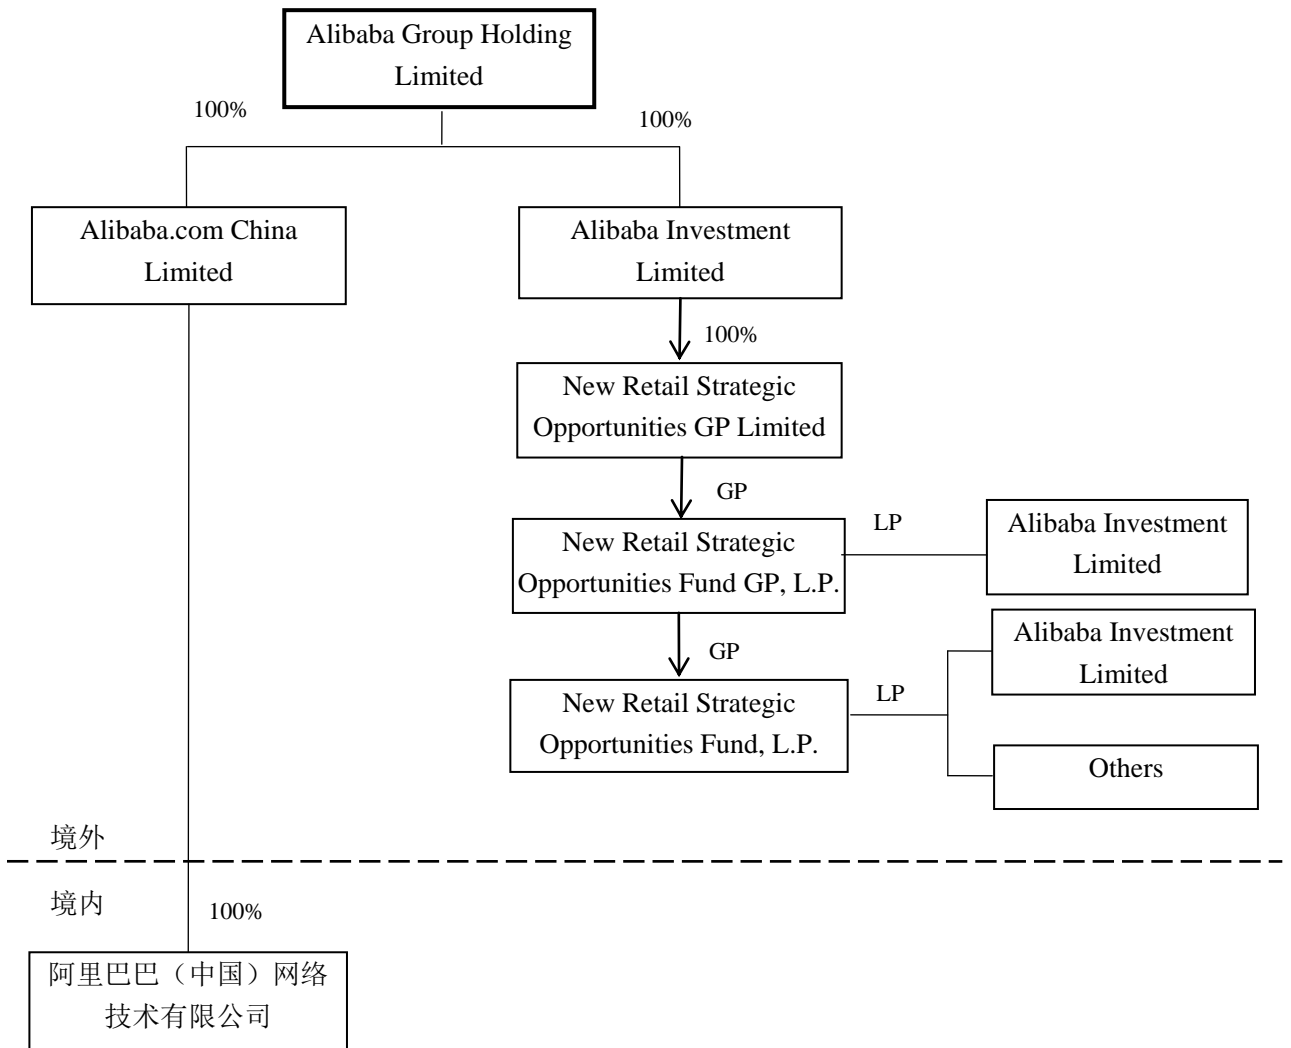 Alibaba Group Holding
Limited
100%
100%
Alibaba.com China
Limited
Alibaba Investment
Limited
100%
New Retail Strategic
Opportunities GP Limited
GP
New Retail Strategic
Opportunities Fund GP, L.P.
LP
Alibaba Investment
Limited
GP
New Retail Strategic
Opportunities Fund, L.P.
LP
Alibaba Investment
Limited
Others
境外
境内
100%
阿里巴巴（中国）网络
技术有限公司